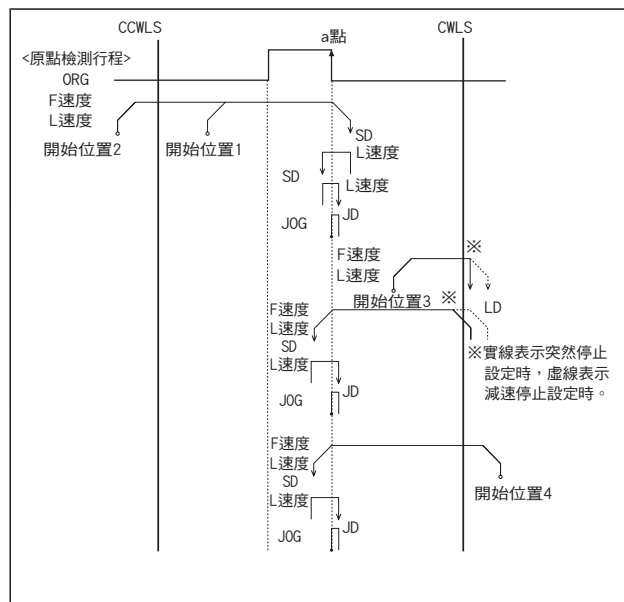 CCWLS
CWLS
a點
<原點檢測行程>
ORG
F速度
L速度
SD
開始位置2
開始位置1
L速度
SD
L速度
JOG
JD
F速度
※
L速度
開始位置3
※
LD
F速度
L速度
SD
※實線表示突然停止
設定時，虛線表示
減速停止設定時。
L速度
JOG
JD
F速度
L速度
SD
開始位置4
L速度
JOG
JD